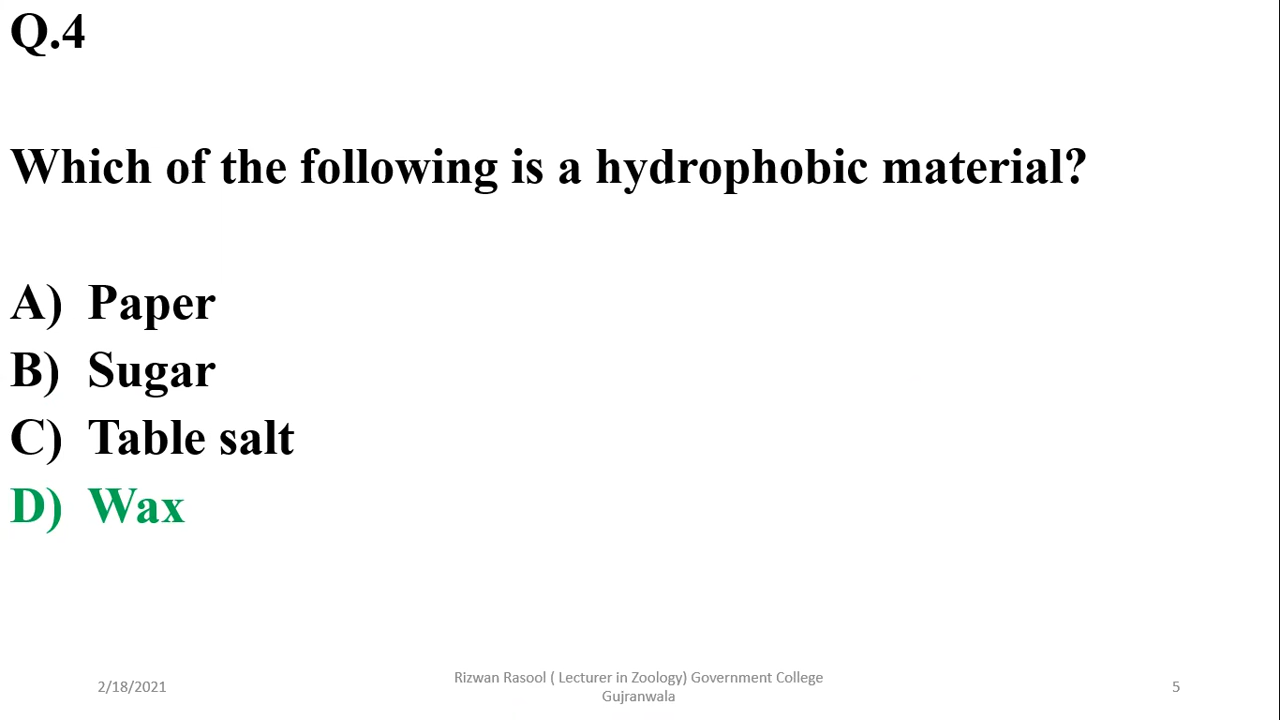 Q.4
Which of the following is a hydrophobic material?
A) Paper
B) Sugar
C) Table salt
D) Wax
2/18/2021
Rizwan Rasool ( Lecturer in Zoology) Government College
Gujranwala
5